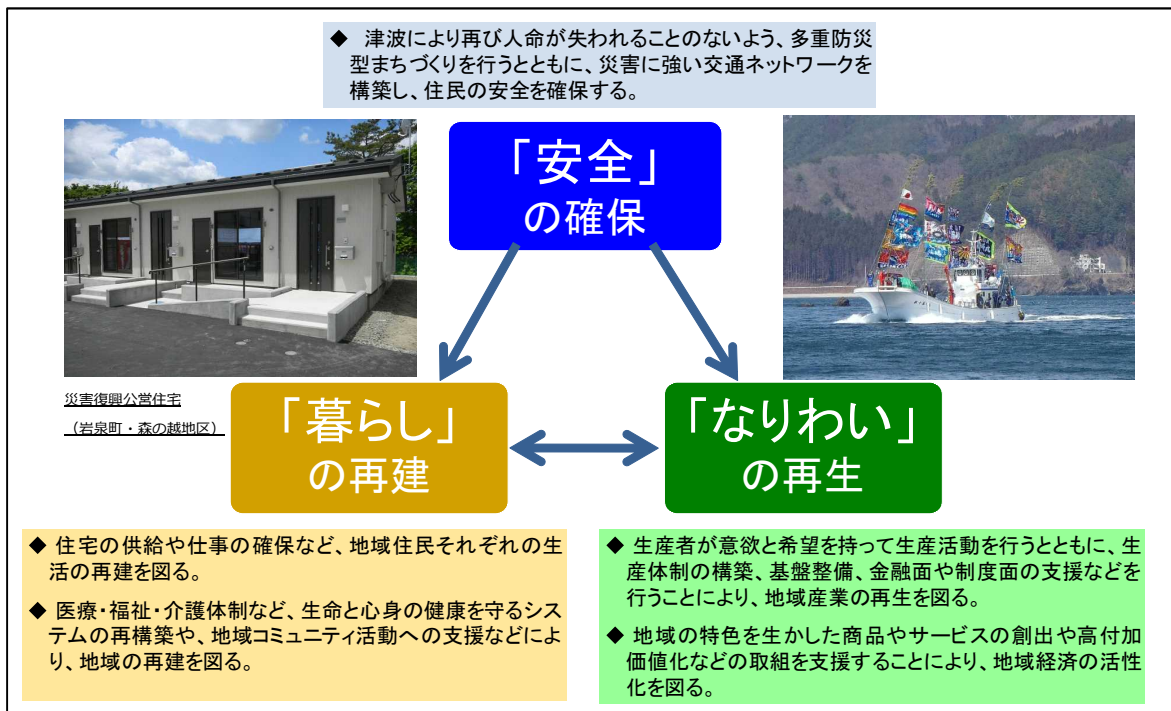 ◆ 津波により再び人命が失われることのないよう、多重防災
型まちづくりを行うとともに、災害に強い交通ネットワークを
構築し、住民の安全を確保する。
「安全」
の確保
災害復興公営住宅
（岩泉町・森の越地区）
「暮らし」
の再建
「なりわい」
の再生
◆ 住宅の供給や仕事の確保など、地域住民それぞれの生
活の再建を図る。
◆ 医療・福祉・介護体制など、生命と心身の健康を守るシス
テムの再構築や、地域コミュニティ活動への支援などによ
り、地域の再建を図る。
◆ 生産者が意欲と希望を持って生産活動を行うとともに、生
産体制の構築、基盤整備、金融面や制度面の支援などを
行うことにより、地域産業の再生を図る。
◆ 地域の特色を生かした商品やサービスの創出や高付加
価値化などの取組を支援することにより、地域経済の活性
化を図る。